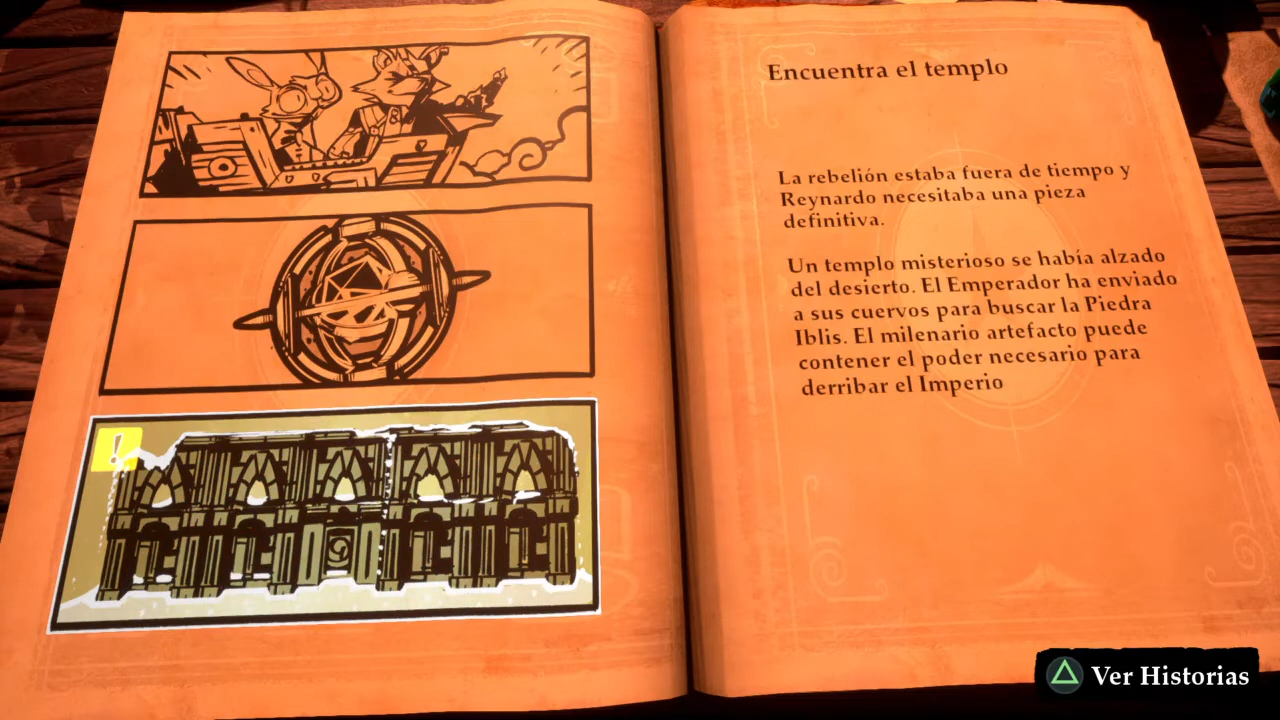 Encuentra el templo
La rebelión estaba fuera de tiempo y
Reynardo necesitaba una pieza
definitiva.
Un templo misterioso se había alzado
del desierto. El Emperador ha enviado
a sus cuervos para buscar la Piedra
Iblis. El milenario artefacto puede
contener el poder necesario para
derribar el Imperio
!
Ver Historias